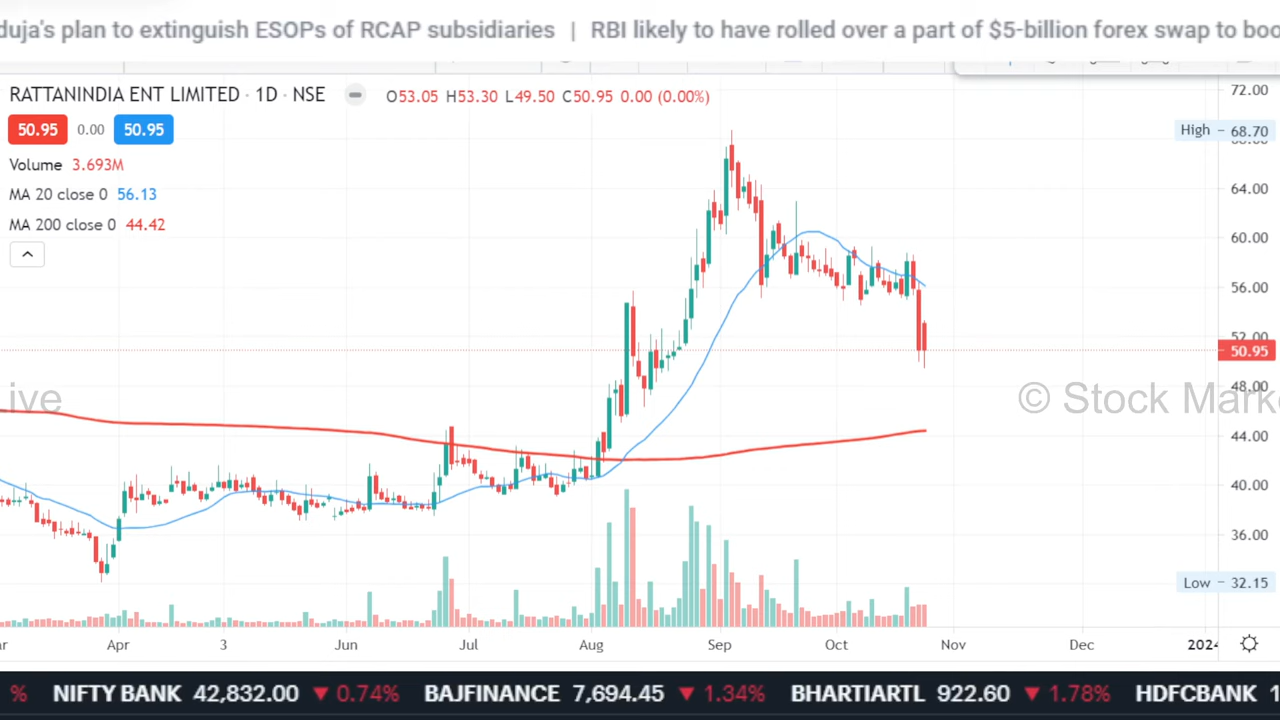 duja's plan to extinguish ESOPs of RCAP subsidiaries | RBI likely to have rolled over a part of $5-billion forex swap to boo
RATTANINDIA ENT LIMITED · 1D · NSE O53.05 H53.30 L49.50 C50.95 0.00 (0.00%)
50.95 0.00 50.95
Volume 3.693M
MA 20 close 0 56.13
MA 200 close 0 44.42
72.00
High 68.70
64.00
60.00
56.00
52.00
50.95
48.00
44.00
40.00
36.00
Low 32.15
ive © Stock Mark
Apr 3 Jun Jul Aug Sep Oct Nov Dec 2024
% NIFTY BANK 42,832.00 ▼ 0.74% BAJFINANCE 7,694.45 ▼ 1.34% BHARTIARTL 922.60 ▼ 1.78% HDFCBANK 1